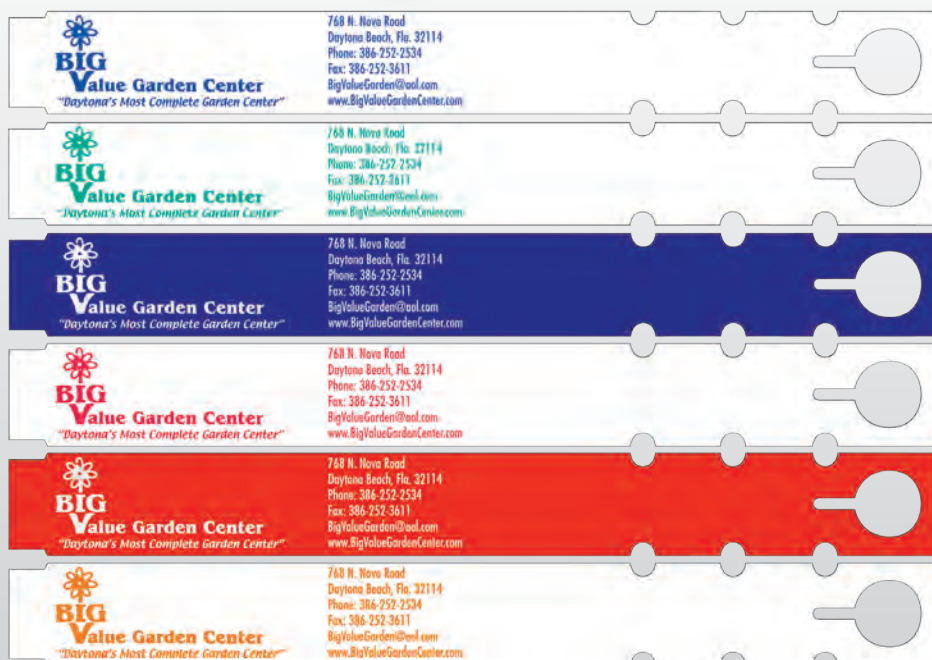 BIG
Value Garden Center
"Daytona's Most Complete Garden Center"
768 N. Nova Road
Daytona Beach, Fla. 32114
Phone: 386-252-2534
Fax: 386-252-3611
BigValueGarden@aol.com
www.BigValueGardenCenter.com
BIG
Value Garden Center
"Daytona's Most Complete Garden Center"
768 N. Nova Road
Daytona Beach, Fla. 32114
Phone: 386-252-2534
Fax: 386-252-3611
BigValueGarden@aol.com
www.BigValueGardenCenter.com
BIG
Value Garden Center
"Daytona's Most Complete Garden Center"
768 N. Nova Road
Daytona Beach, Fla. 32114
Phone: 386-252-2534
Fax: 386-252-3611
BigValueGarden@aol.com
www.BigValueGardenCenter.com
BIG
Value Garden Center
"Daytona's Most Complete Garden Center"
768 N. Nova Road
Daytona Beach, Fla. 32114
Phone: 386-252-2534
Fax: 386-252-3611
BigValueGarden@aol.com
www.BigValueGardenCenter.com
BIG
Value Garden Center
"Daytona's Most Complete Garden Center"
768 N. Nova Road
Daytona Beach, Fla. 32114
Phone: 386-252-2534
Fax: 386-252-3611
BigValueGarden@aol.com
www.BigValueGardenCenter.com
BIG
Value Garden Center
"Daytona's Most Complete Garden Center"
768 N. Nova Road
Daytona Beach, Fla. 32114
Phone: 386-252-2534
Fax: 386-252-3611
BigValueGarden@aol.com
www.BigValueGardenCenter.com